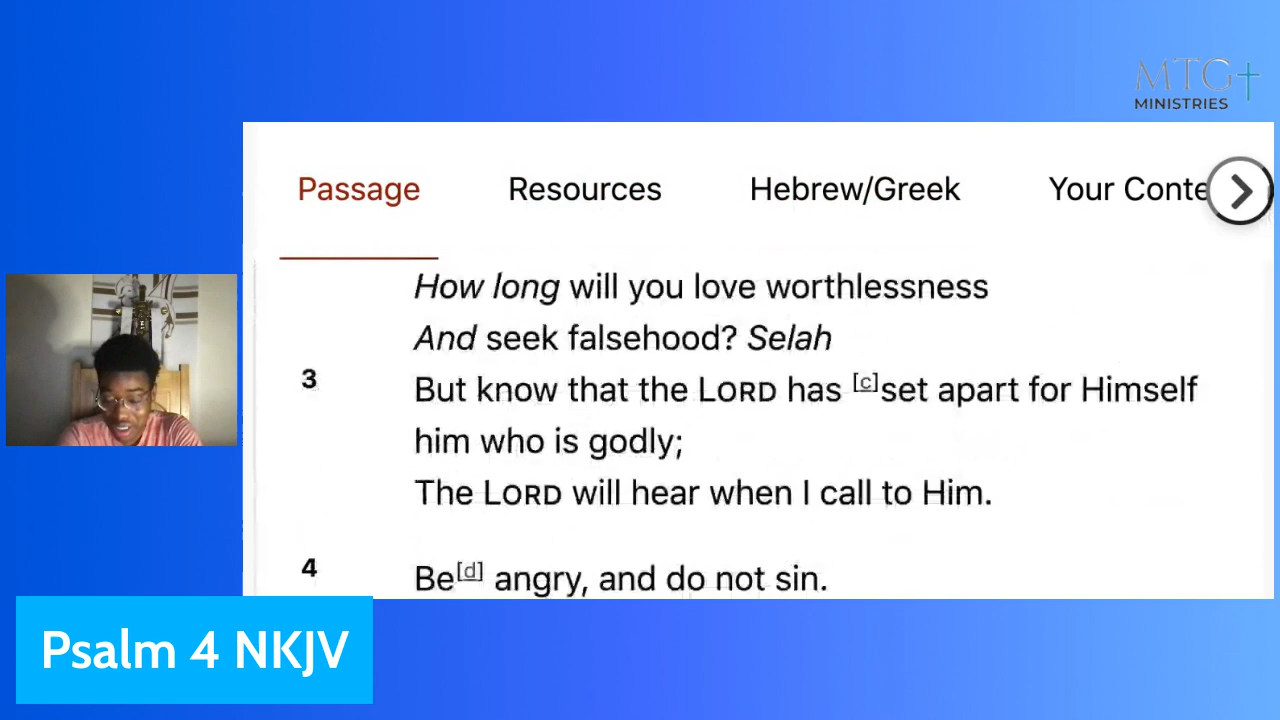 MTG
MINISTRIES
Passage Resources Hebrew/Greek Your Conte
How long will you love worthlessness
And seek falsehood? Selah
3 But know that the LORD has [c]set apart for Himself
him who is godly;
The LORD will hear when I call to Him.
4 Be[d] angry, and do not sin.
Psalm 4 NKJV